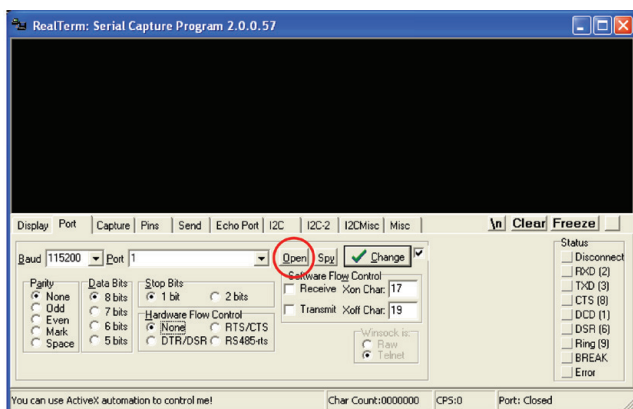 RealTerm: Serial Capture Program 2.0.0.57
Display Port Capture Pins Send Echo Port I2C I2C-2 I2CMisc Misc \n Clear Freeze
Baud 115200 Port 1 Open Spy Change
Status
Disconnect
RXD (2)
TXD (3)
CTS (8)
DCD (1)
DSR (6)
Ring (9)
BREAK
Error
Parity
None
Odd
Even
Mark
Space
Data Bits
8 bits
7 bits
6 bits
5 bits
Stop Bits
1 bit 2 bits
Hardware Flow Control
None RTS/CTS
DTR/DSR RS485-rts
Software Flow Control
Receive Xon Char: 17
Transmit Xoff Char: 19
Winsock is:
Raw
Telnet
You can use ActiveX automation to control me! Char Count:0000000 CPS:0 Port: Closed